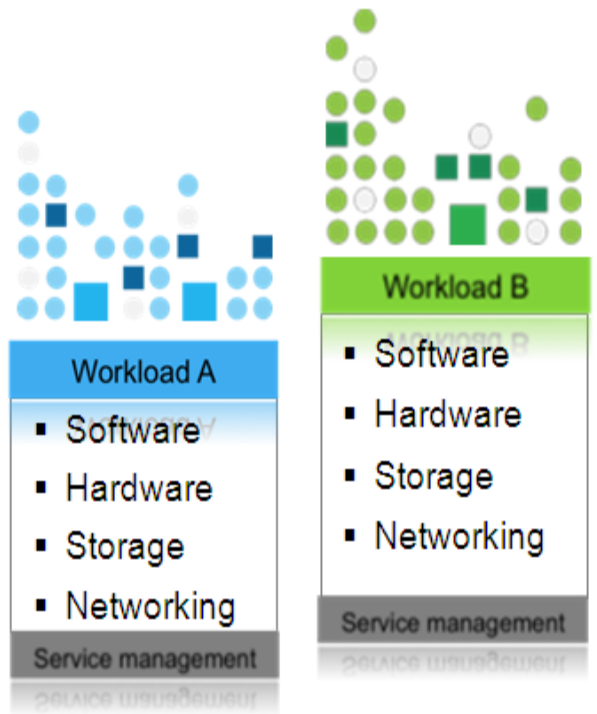 Workload A
▪ Software
▪ Hardware
▪ Storage
▪ Networking
Service management
Workload B
▪ Software
▪ Hardware
▪ Storage
▪ Networking
Service management